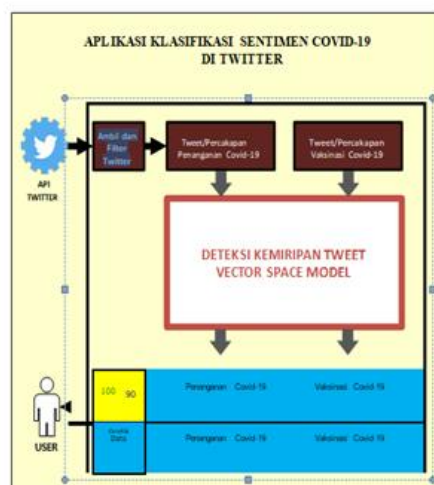 APLIKASI KLASIFIKASI SENTIMEN COVID-19
DI TWITTER
API
TWITTER
Ambil dan
Filter
Twitter
Tweet/Percakapan
Penanganan Covid-19
Tweet/Percakapan
Vaksinasi Covid-19
DETEKSI KEMIRIPAN TWEET
VECTOR SPACE MODEL
100 90
Penanganan Covid-19
Vaksinasi Covid-19
USER
Grafik
Data
Penanganan Covid-19
Vaksinasi Covid-19